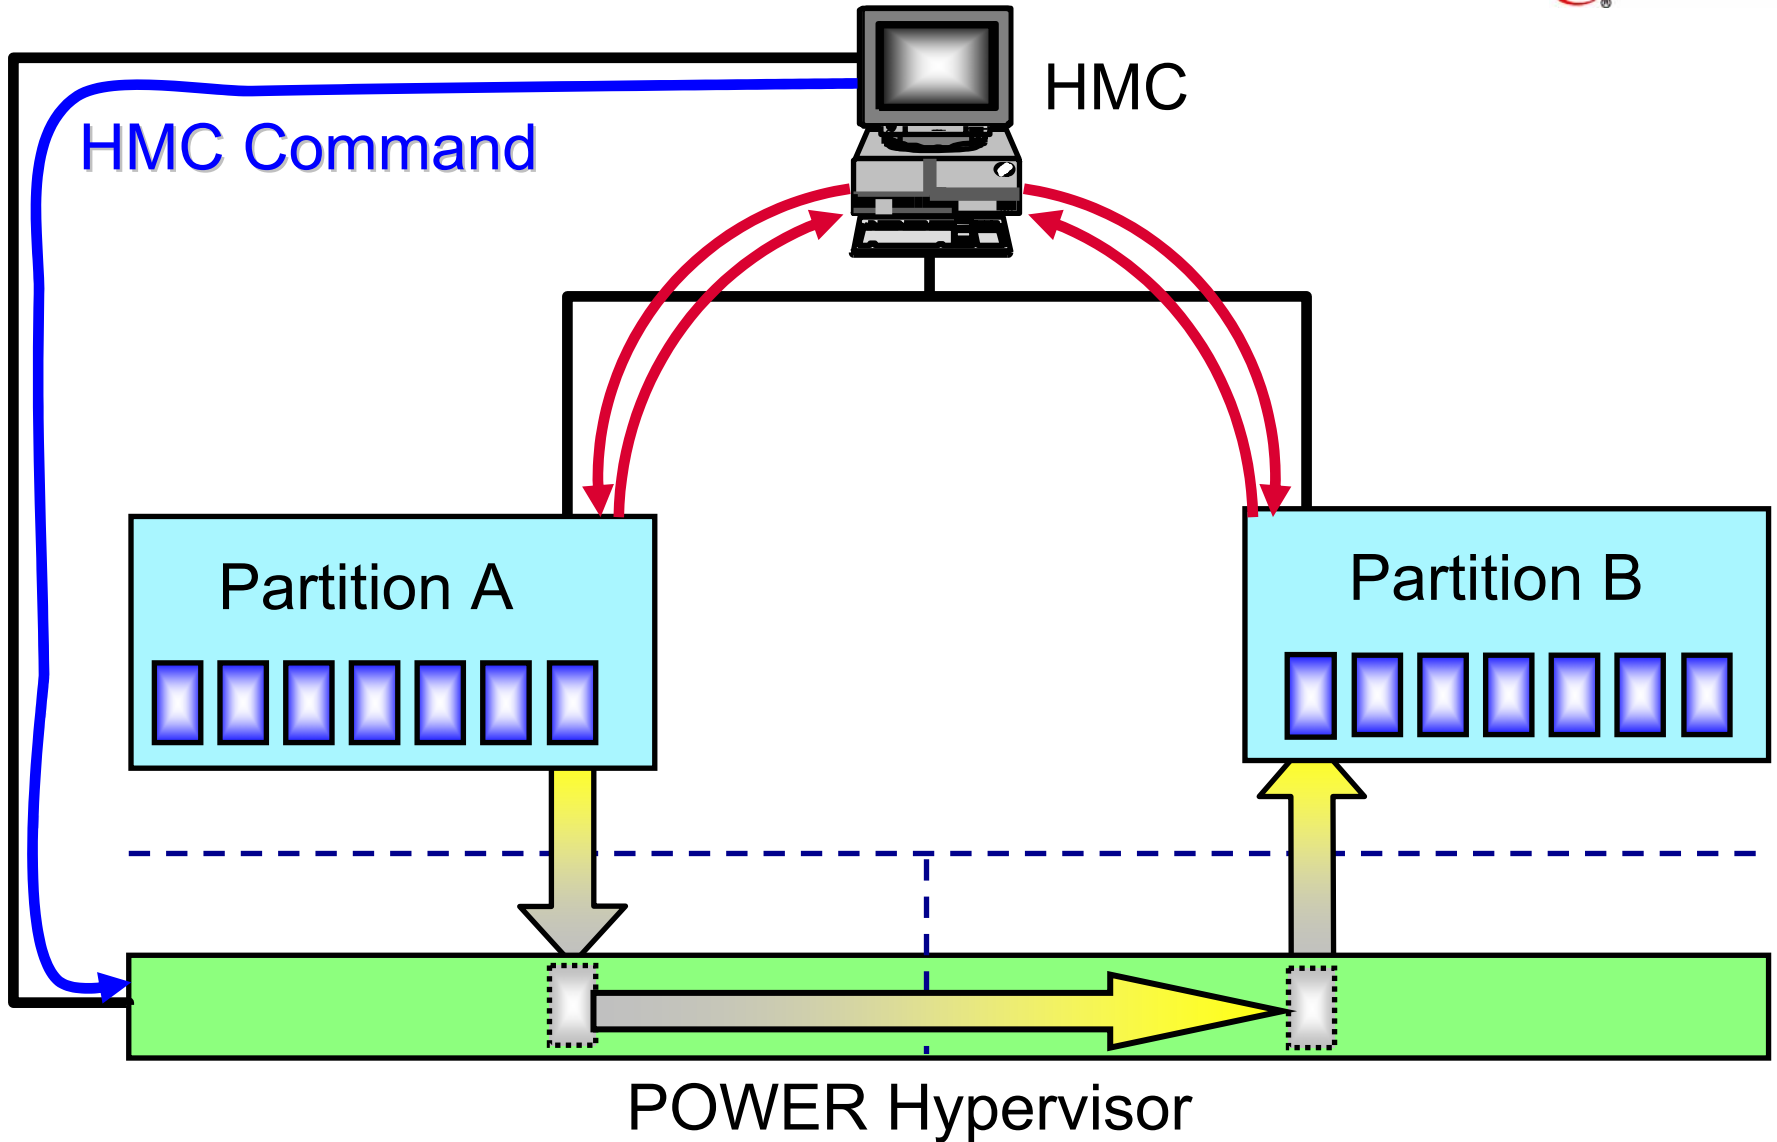 HMC
HMC Command
Partition A
Partition B
POWER Hypervisor